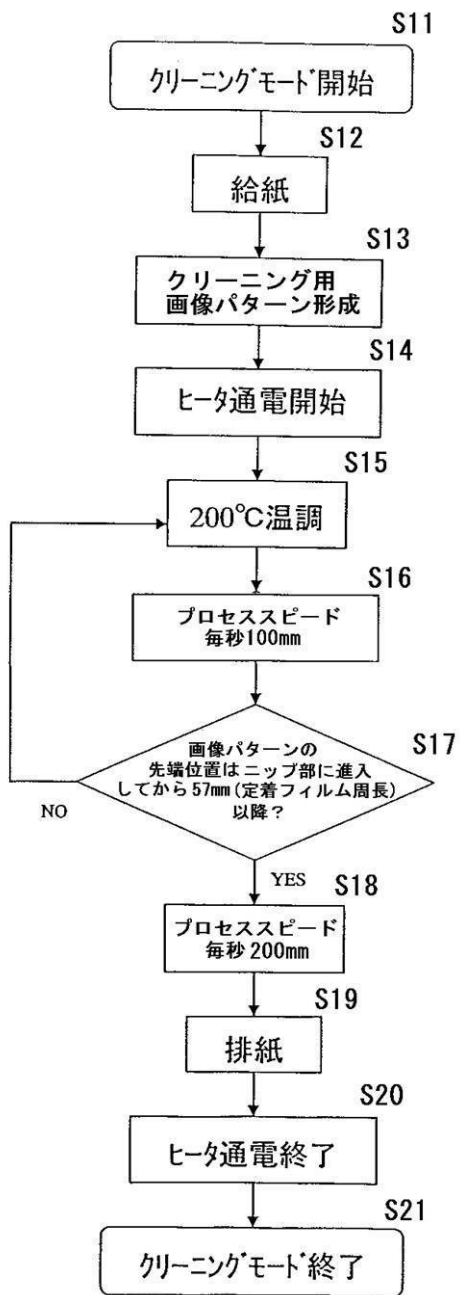 S11
クリーニングモード開始
S12
給紙
S13
クリーニング用
画像パターン形成
S14
ヒータ通電開始
S15
200℃温調
S16
プロセススピード
毎秒100mm
S17
画像パターンの
先端位置はニップ部に進入
してから57mm(定着フィルム周長)
以降?
NO
YES
S18
プロセススピード
毎秒200mm
S19
排紙
S20
ヒータ通電終了
S21
クリーニングモード終了